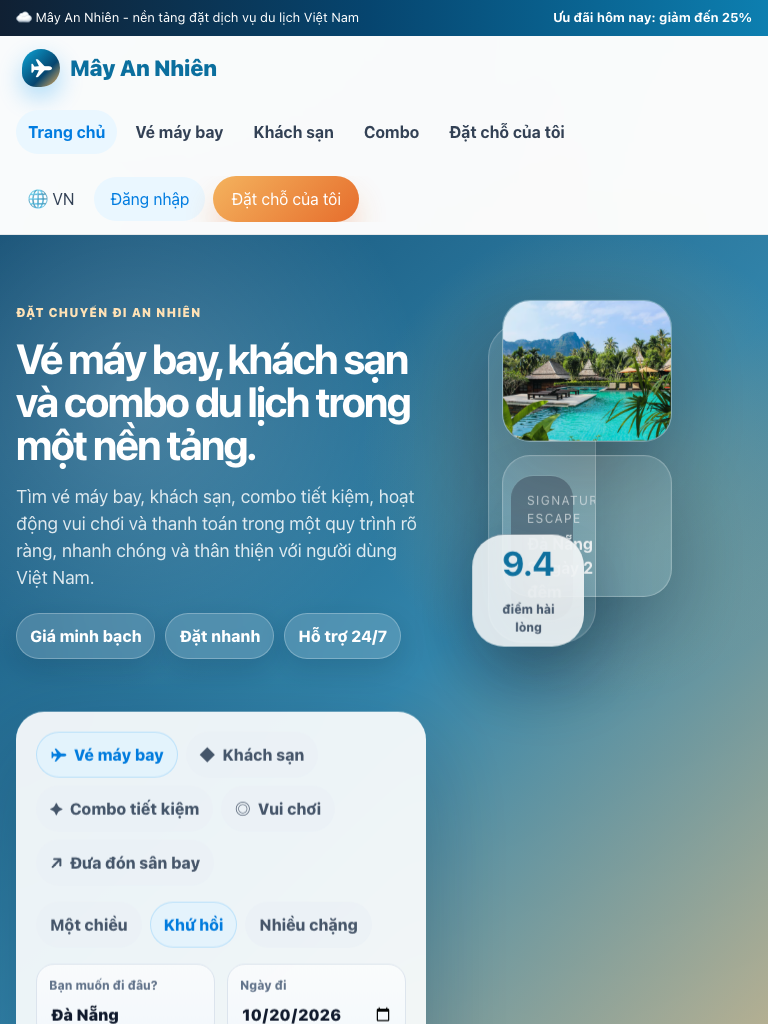 Mây An Nhiên - nền tảng đặt dịch vụ du lịch Việt Nam
Ưu đãi hôm nay: giảm đến 25%
Mây An Nhiên
Trang chủ
Vé máy bay
Khách sạn
Combo
Đặt chỗ của tôi
VN
Đăng nhập
Đặt chỗ của tôi
ĐẶT CHUYẾN ĐI AN NHIÊN
Vé máy bay, khách sạn
và combo du lịch trong
một nền tảng.
Tìm vé máy bay, khách sạn, combo tiết kiệm, hoạt
động vui chơi và thanh toán trong một quy trình rõ
ràng, nhanh chóng và thân thiện với người dùng
Việt Nam.
Giá minh bạch
Đặt nhanh
Hỗ trợ 24/7
ESCAPE
9.4
điểm hài
lòng
Vé máy bay
Khách sạn
Combo tiết kiệm
Vui chơi
Đưa đón sân bay
Một chiều
Khứ hồi
Nhiều chặng
Bạn muốn đi đâu?
Đà Nẵng
Ngày đi
10/20/2026